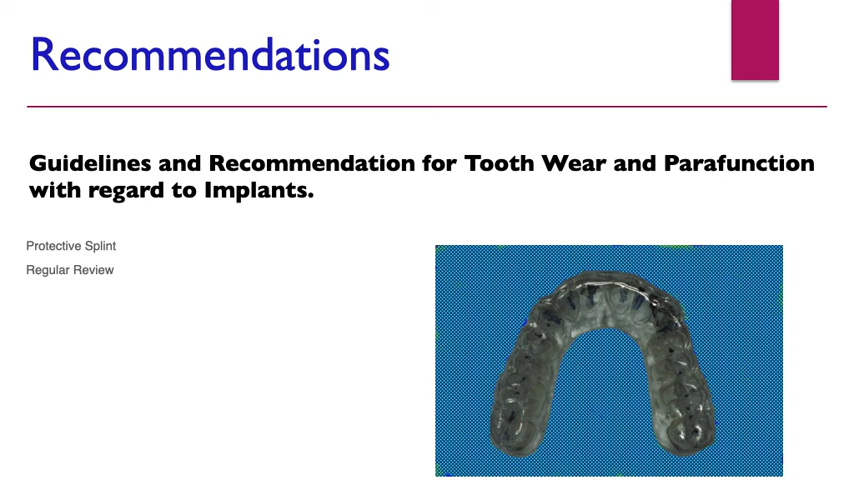 Recommendations
Guidelines and Recommendation for Tooth Wear and Parafunction
with regard to Implants.
Protective Splint
Regular Review